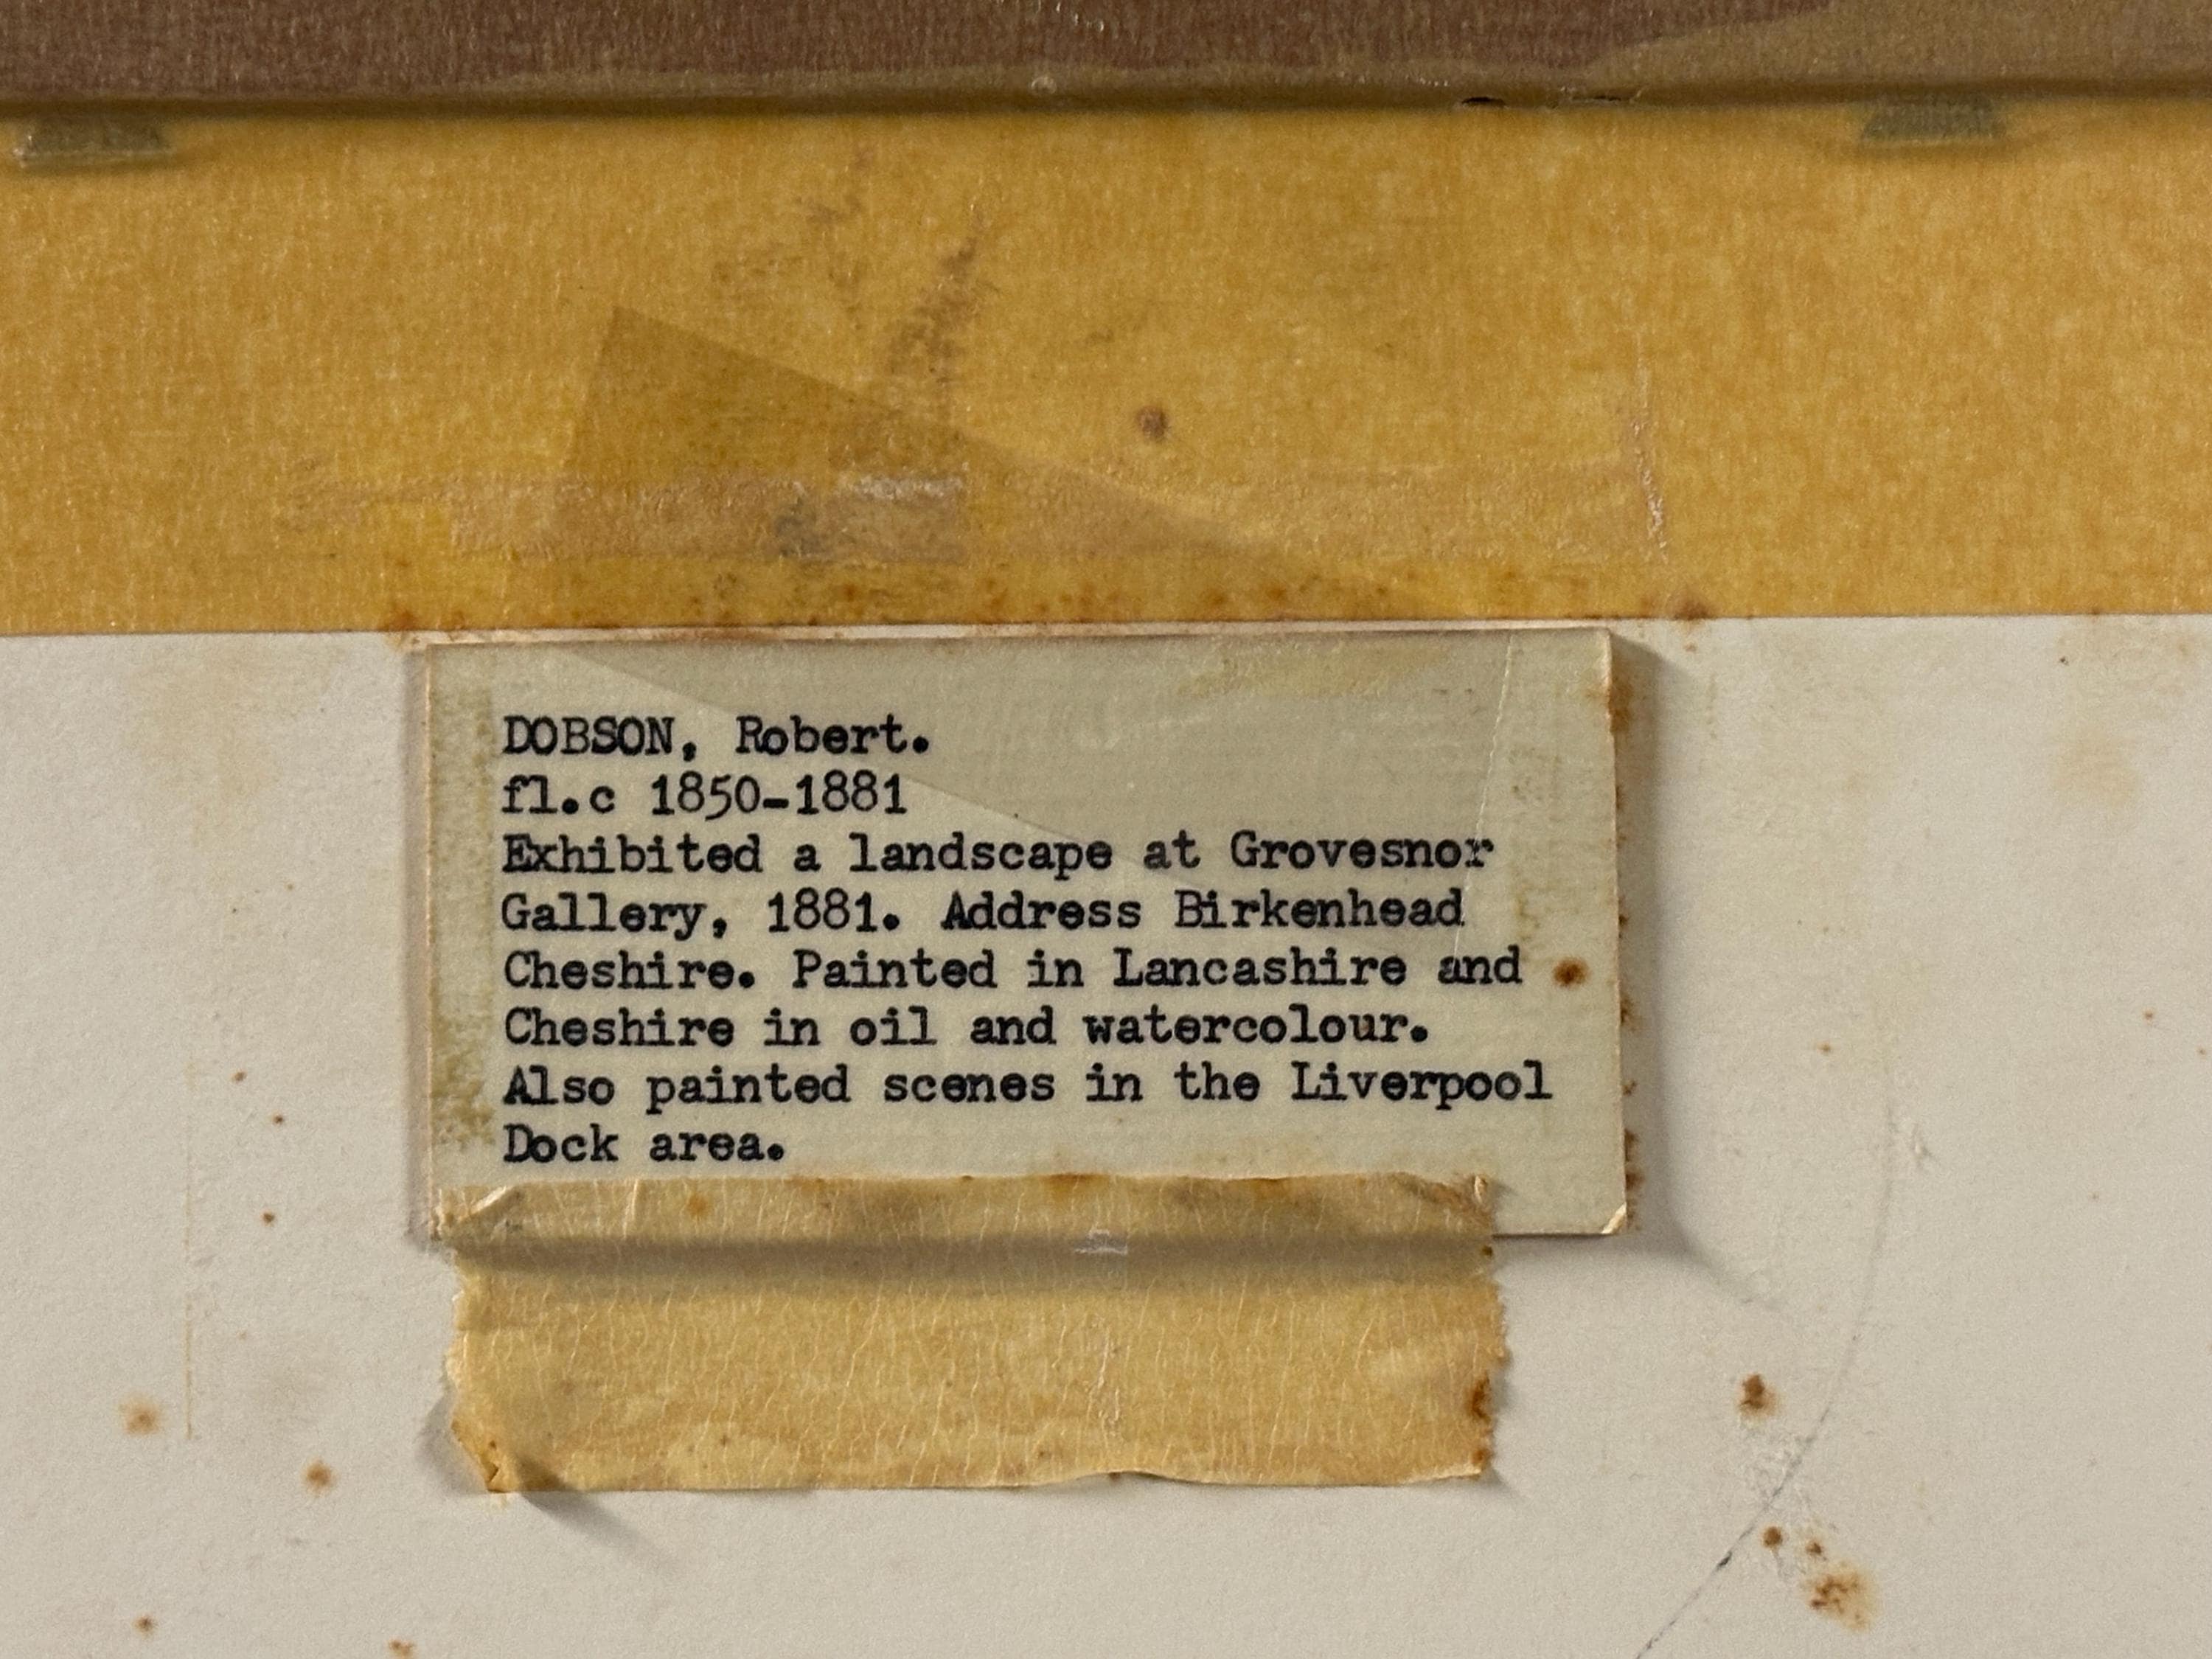 DOBSON, Robert.
fl.c 1850-1881
Exhibited a landscape at Grovesnor
Gallery, 1881. Address Birkenhead
Cheshire. Painted in Lancashire and
Cheshire in oil and watercolour.
Also painted scenes in the Liverpool
Dock area.